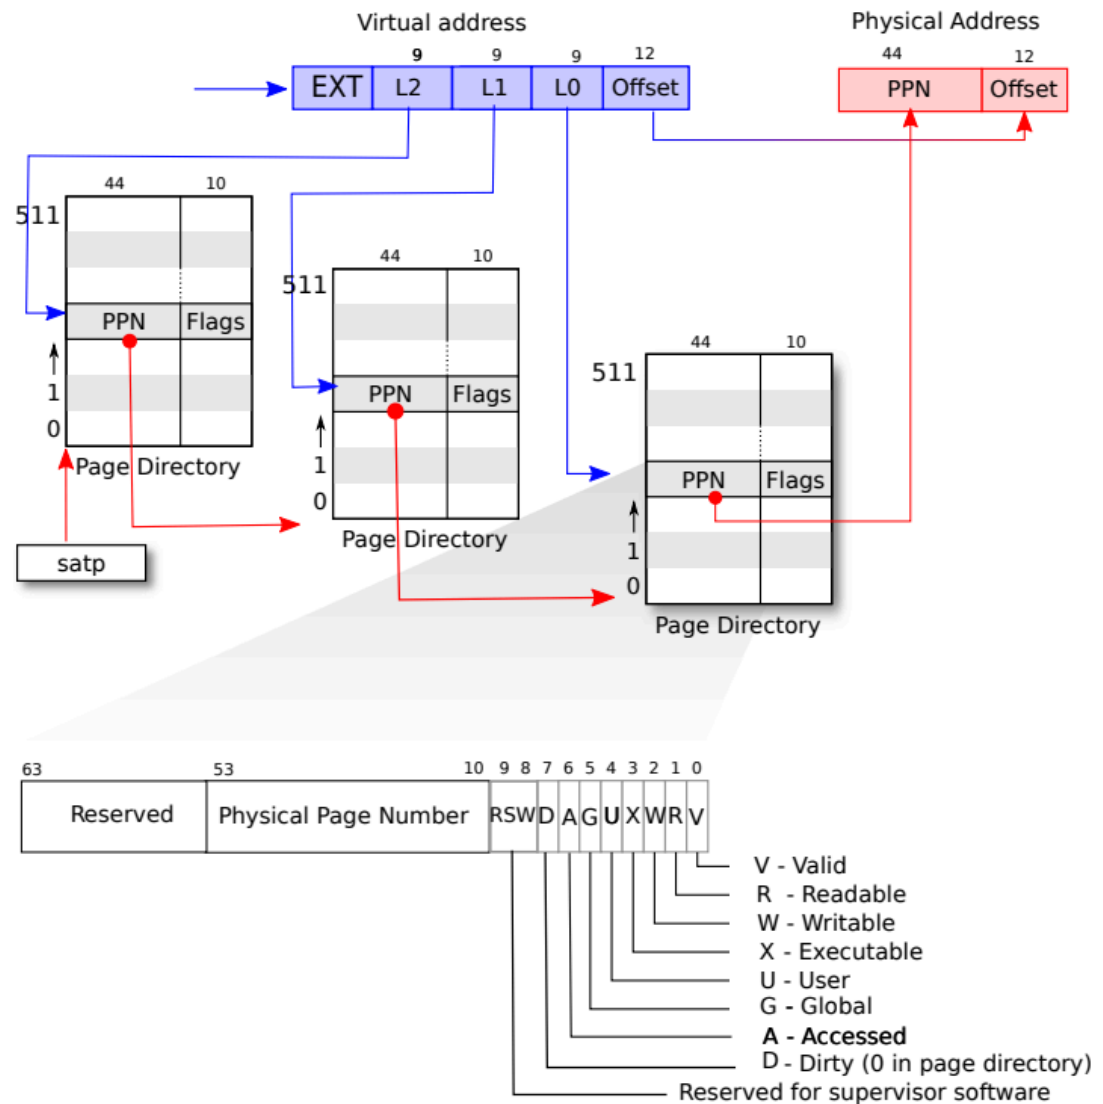 Virtual address
Physical Address
9 9 9 12
44 12
EXT L2 L1 L0 Offset
PPN Offset
44 10
511
PPN Flags
1
0
Page Directory
satp
44 10
511
PPN Flags
1
0
Page Directory
44 10
511
PPN Flags
1
0
Page Directory
63 53 10 9 8 7 6 5 4 3 2 1 0
Reserved Physical Page Number RSW D A G U X W R V
V - Valid
R - Readable
W - Writable
X - Executable
U - User
G - Global
A - Accessed
D - Dirty (0 in page directory)
Reserved for supervisor software